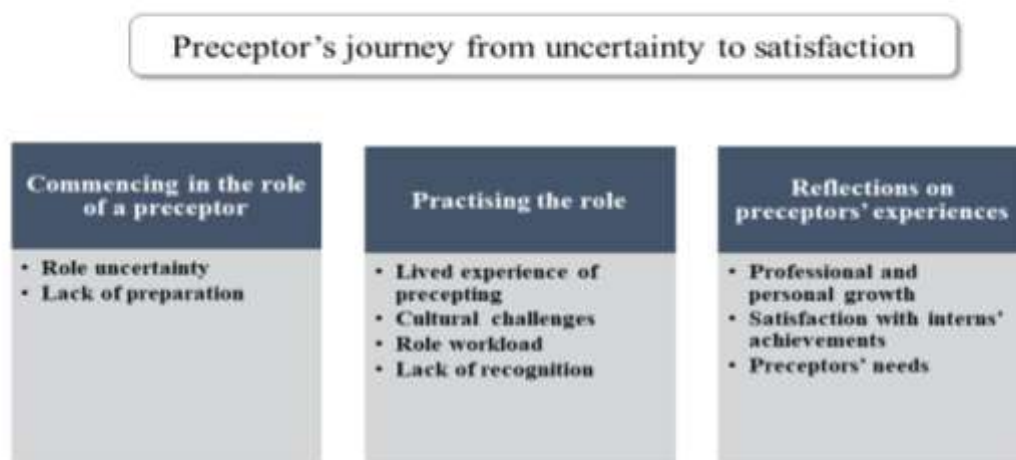 Preceptor’s journey from uncertainty to satisfaction
Commencing in the role
of a preceptor
• Role uncertainty
• Lack of preparation
Practising the role
• Lived experience of
precepting
• Cultural challenges
• Role workload
• Lack of recognition
Reflections on
preceptors’ experiences
• Professional and
personal growth
• Satisfaction with interns’
achievements
• Preceptors’ needs